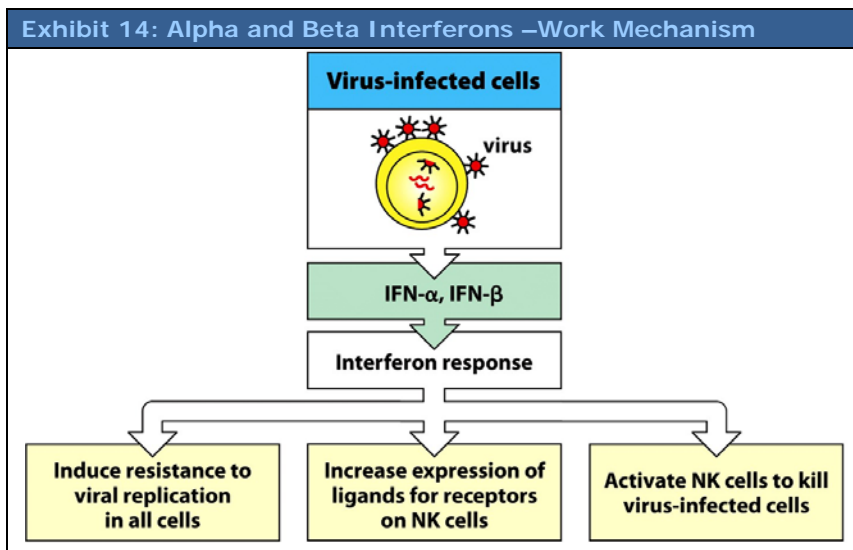 Exhibit 14: Alpha and Beta Interferons –Work Mechanism
Virus-infected cells
virus
IFN-α, IFN-β
Interferon response
Induce resistance to
viral replication
in all cells
Increase expression of
ligands for receptors
on NK cells
Activate NK cells to kill
virus-infected cells